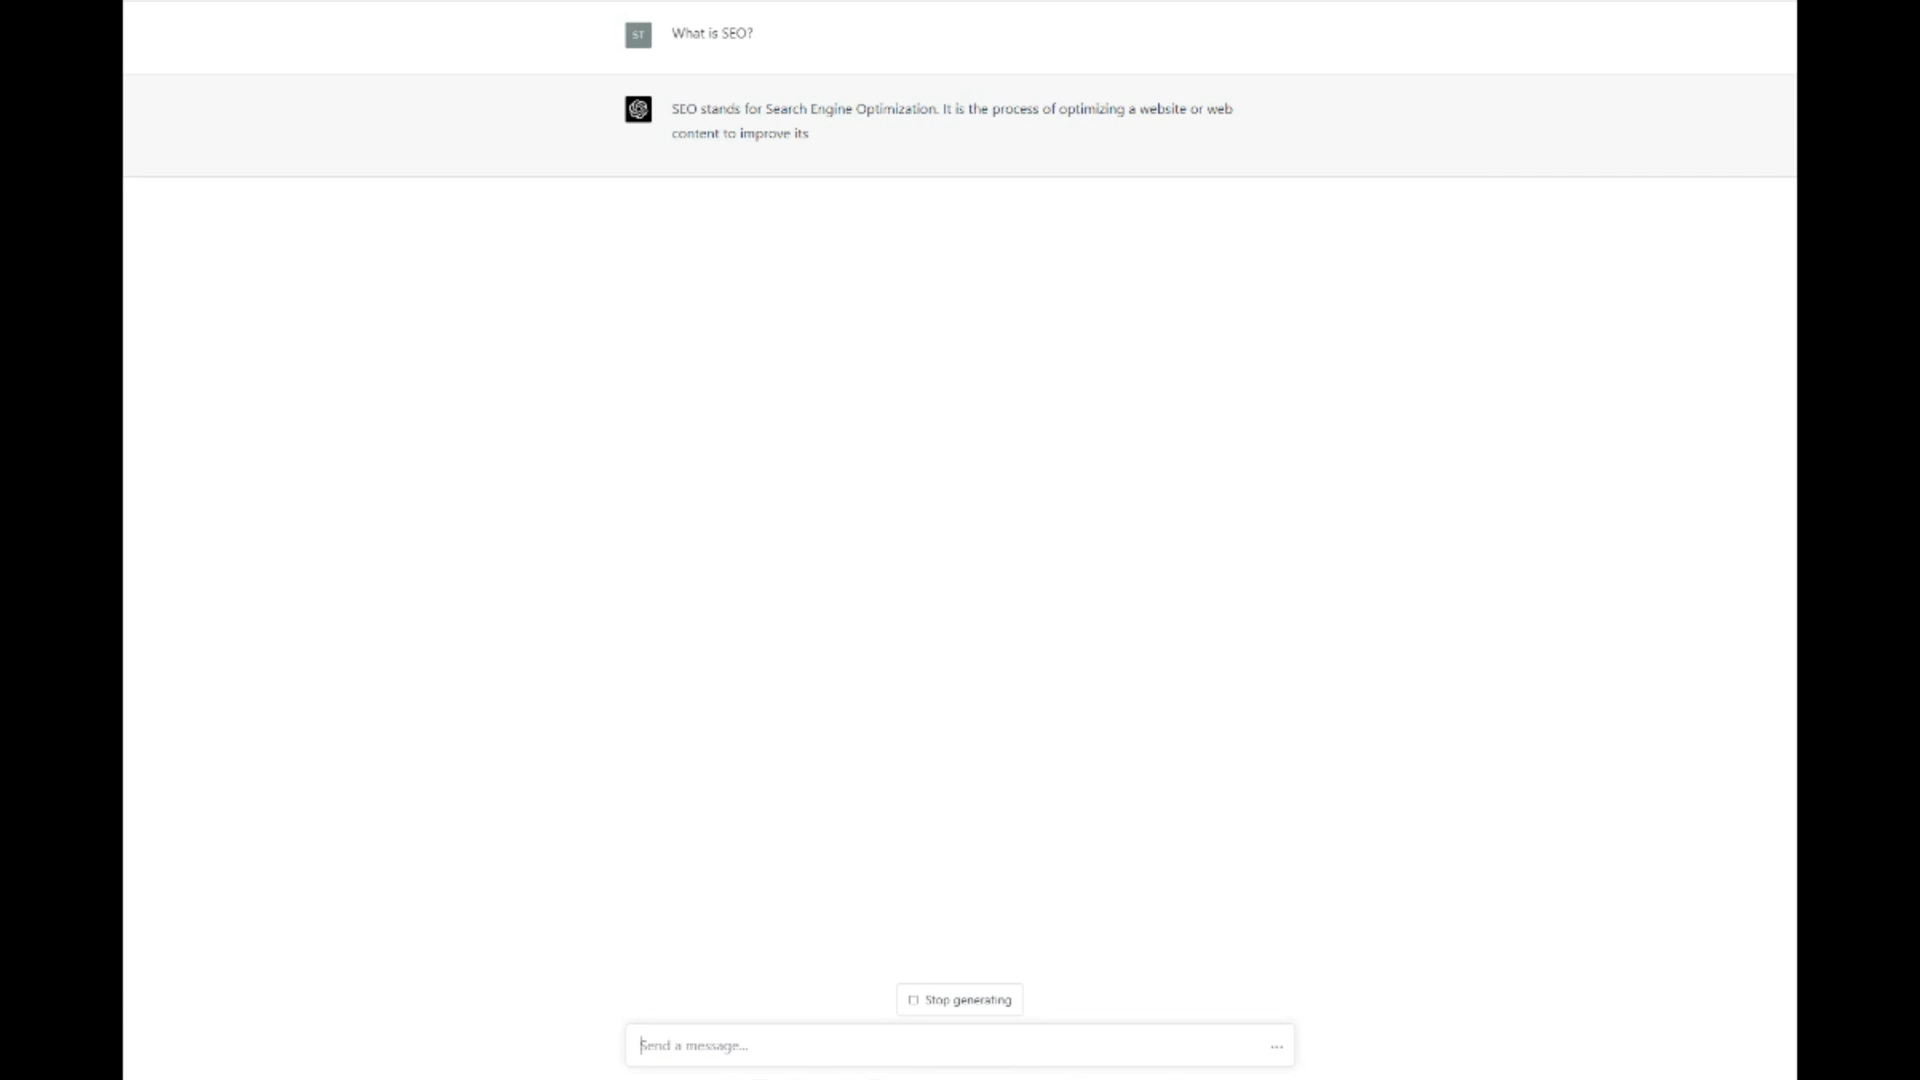 ST What is SEO?
SEO stands for Search Engine Optimization. It is the process of optimizing a website or web
content to improve its
Stop generating
Send a message...